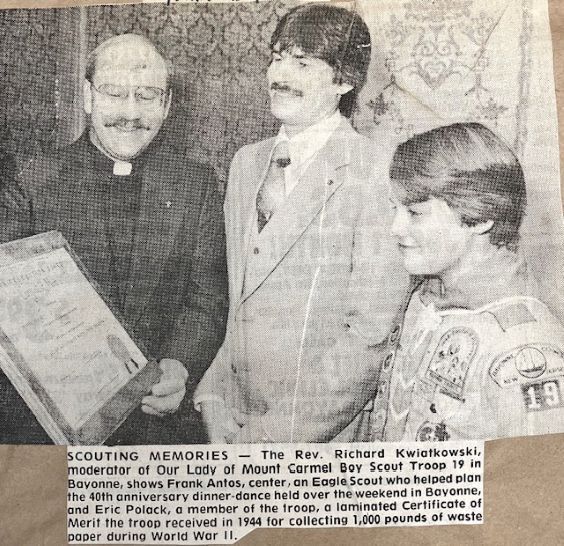 SCOUTING MEMORIES — The Rev. Richard Kwiatkowski,
moderator of Our Lady of Mount Carmel Boy Scout Troop 19 in
Bayonne, shows Frank Antos, center, an Eagle Scout who helped plan
the 40th anniversary dinner-dance held over the weekend in Bayonne,
and Eric Polack, a member of the troop, a laminated Certificate of
Merit the troop received in 1944 for collecting 1,000 pounds of waste
paper during World War II.
NEW JERSEY
19